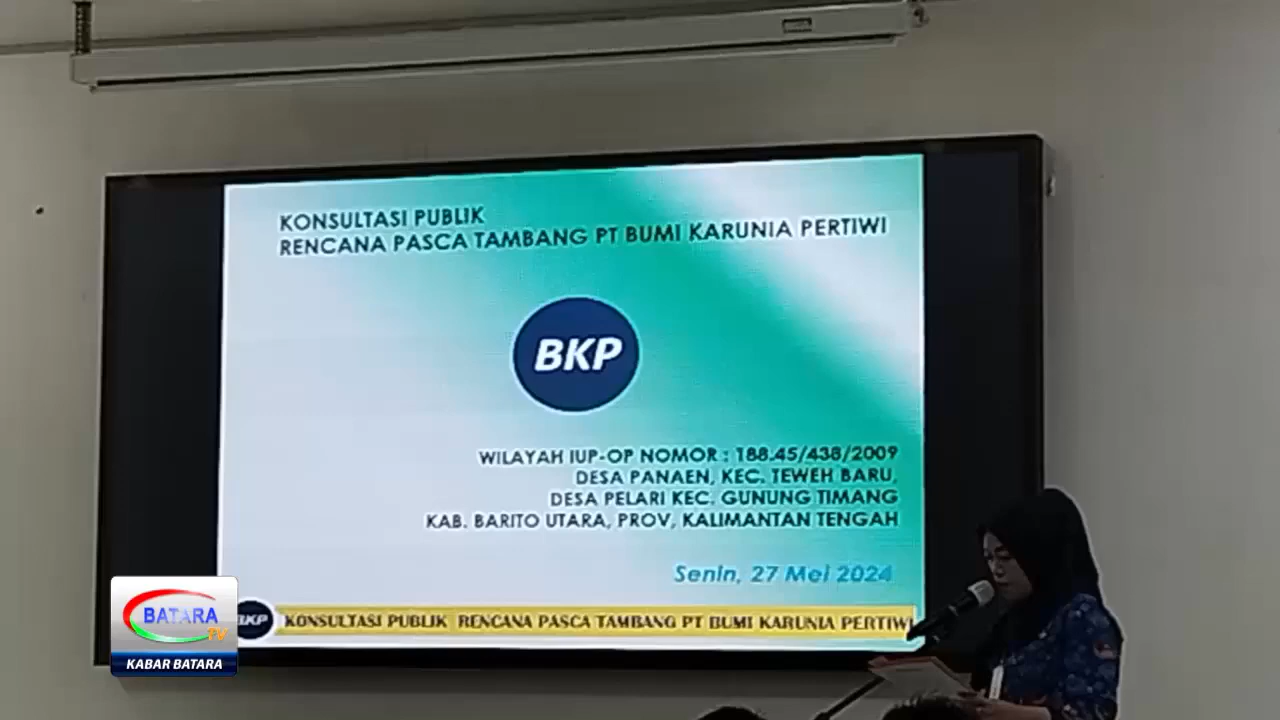 KONSULTASI PUBLIK
RENCANA PASCA TAMBANG PT BUMI KARUNIA PERTIWI
BKP
WILAYAH IUP-OP NOMOR : 188.45/438/2009
DESA PANAEN, KEC. TEWEH BARU,
DESA PELARI KEC. GUNUNG TIMANG
KAB. BARITO UTARA, PROV, KALIMANTAN TENGAH
Senin, 27 Mei 2024
BKP KONSULTASI PUBLIK RENCANA PASCA TAMBANG PT BUMI KARUNIA PERTIWI
BATARA
TV
KABAR BATARA